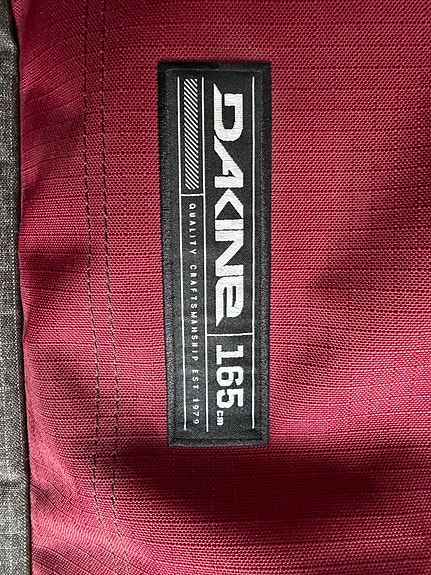 DAKINE 165cm
QUALITY CRAFTSMANSHIP EST. 1979